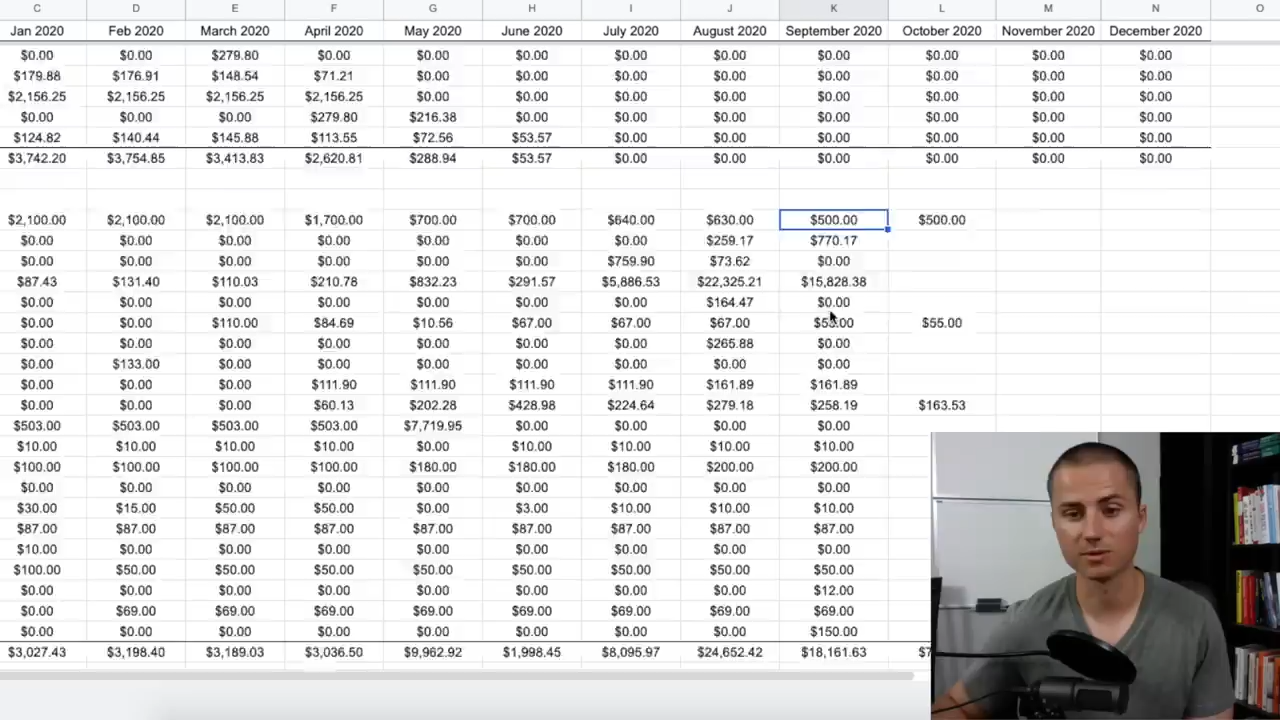 C D E F G H I J K L M N O
Jan 2020 Feb 2020 March 2020 April 2020 May 2020 June 2020 July 2020 August 2020 September 2020 October 2020 November 2020 December 2020
$0.00 $0.00 $279.80 $0.00 $0.00 $0.00 $0.00 $0.00 $0.00 $0.00 $0.00 $0.00
$179.88 $176.91 $148.54 $71.21 $0.00 $0.00 $0.00 $0.00 $0.00 $0.00 $0.00 $0.00
$2,156.25 $2,156.25 $2,156.25 $2,156.25 $0.00 $0.00 $0.00 $0.00 $0.00 $0.00 $0.00 $0.00
$0.00 $0.00 $0.00 $279.80 $216.38 $0.00 $0.00 $0.00 $0.00 $0.00 $0.00 $0.00
$124.82 $140.44 $145.88 $113.55 $72.56 $53.57 $0.00 $0.00 $0.00 $0.00 $0.00 $0.00
$3,742.20 $3,754.85 $3,413.83 $2,620.81 $288.94 $53.57 $0.00 $0.00 $0.00 $0.00 $0.00 $0.00
$2,100.00 $2,100.00 $2,100.00 $1,700.00 $700.00 $700.00 $640.00 $630.00 $500.00 $500.00
$0.00 $0.00 $0.00 $0.00 $0.00 $0.00 $0.00 $259.17 $770.17
$0.00 $0.00 $0.00 $0.00 $0.00 $0.00 $759.90 $73.62 $0.00
$87.43 $131.40 $110.03 $210.78 $832.23 $291.57 $5,886.53 $22,325.21 $15,828.38
$0.00 $0.00 $0.00 $0.00 $0.00 $0.00 $0.00 $164.47 $0.00
$0.00 $0.00 $110.00 $84.69 $10.56 $67.00 $67.00 $67.00 $55.00
$0.00 $0.00 $0.00 $0.00 $0.00 $0.00 $0.00 $265.88 $0.00
$0.00 $133.00 $0.00 $0.00 $0.00 $0.00 $0.00 $0.00 $0.00
$0.00 $0.00 $0.00 $111.90 $111.90 $111.90 $111.90 $161.89 $161.89
$0.00 $0.00 $0.00 $60.13 $202.28 $428.98 $224.64 $279.18 $258.19 $163.53
$503.00 $503.00 $503.00 $503.00 $7,719.95 $0.00 $0.00 $0.00 $0.00
$10.00 $10.00 $10.00 $10.00 $0.00 $10.00 $10.00 $10.00 $10.00
$100.00 $100.00 $100.00 $100.00 $180.00 $180.00 $180.00 $200.00 $200.00
$0.00 $0.00 $0.00 $0.00 $0.00 $0.00 $0.00 $0.00 $0.00
$30.00 $15.00 $50.00 $50.00 $0.00 $3.00 $10.00 $10.00 $10.00
$87.00 $87.00 $87.00 $87.00 $87.00 $87.00 $87.00 $87.00 $87.00
$10.00 $0.00 $0.00 $0.00 $0.00 $0.00 $0.00 $0.00 $0.00
$100.00 $50.00 $50.00 $50.00 $50.00 $50.00 $50.00 $50.00 $50.00
$0.00 $0.00 $0.00 $0.00 $0.00 $0.00 $0.00 $0.00 $12.00
$0.00 $69.00 $69.00 $69.00 $69.00 $69.00 $69.00 $69.00 $69.00
$0.00 $0.00 $0.00 $0.00 $0.00 $0.00 $0.00 $0.00 $150.00
$3,027.43 $3,198.40 $3,189.03 $3,036.50 $9,962.92 $1,998.45 $8,095.97 $24,652.42 $18,161.63